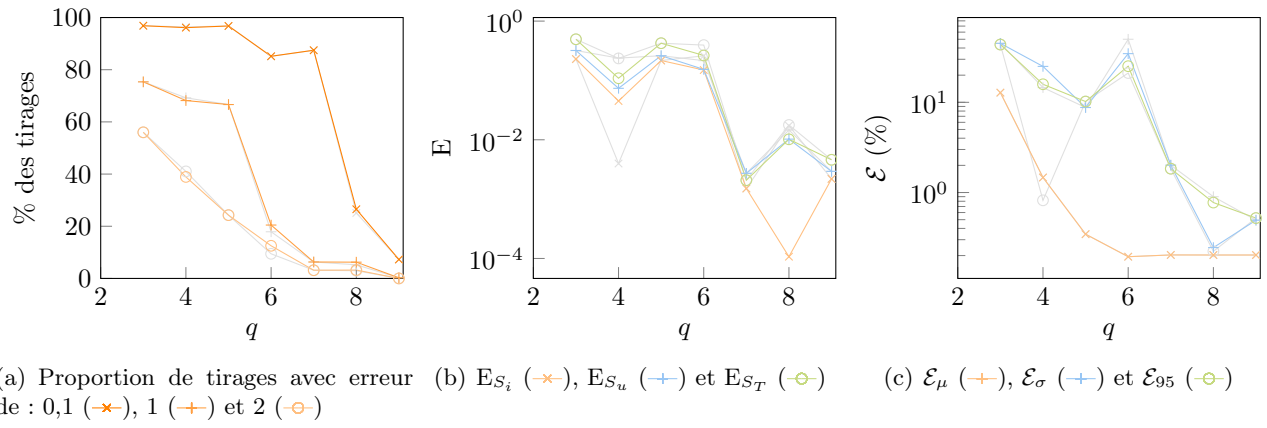 100
80
60
40
20
0
% des tirages
2 4 6 8
q
10^0
10^−2
10^−4
E
2 4 6 8
q
10^1
10^0
ℰ (%)
2 4 6 8
q
(a) Proportion de tirages avec erreur
de : 0,1 (), 1 () et 2 ()
(b) E_{S_i} (), E_{S_u} () et E_{S_T} ()
(c) ℰ_μ (), ℰ_σ () et ℰ_95 ()